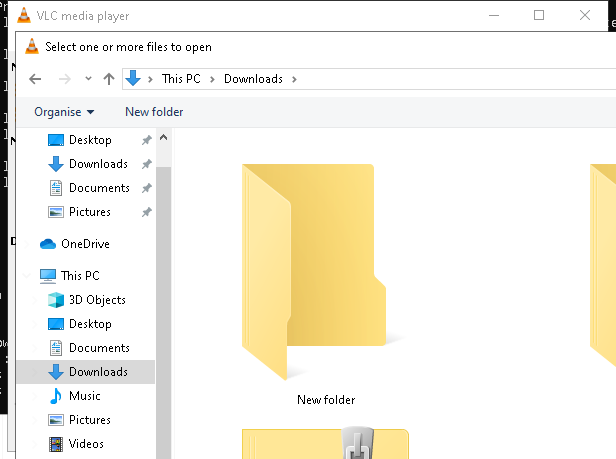 VLC media player
Select one or more files to open
This PC > Downloads >
Organise New folder
Desktop
Downloads
Documents
Pictures
OneDrive
This PC
3D Objects
Desktop
Documents
Downloads
Music
Pictures
Videos
New folder